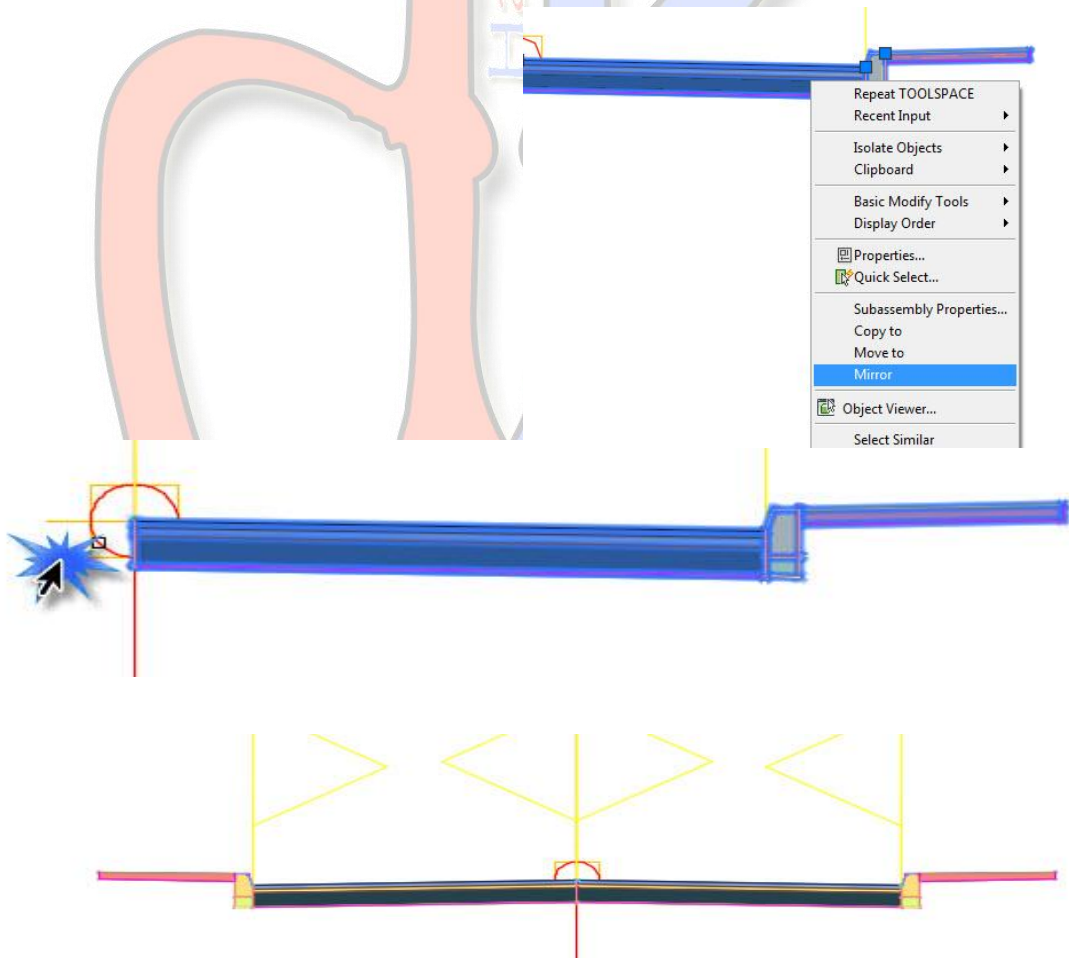 Repeat TOOLSPACE
Recent Input
Isolate Objects
Clipboard
Basic Modify Tools
Display Order
Properties...
Quick Select...
Subassembly Properties...
Copy to
Move to
Mirror
Object Viewer...
Select Similar